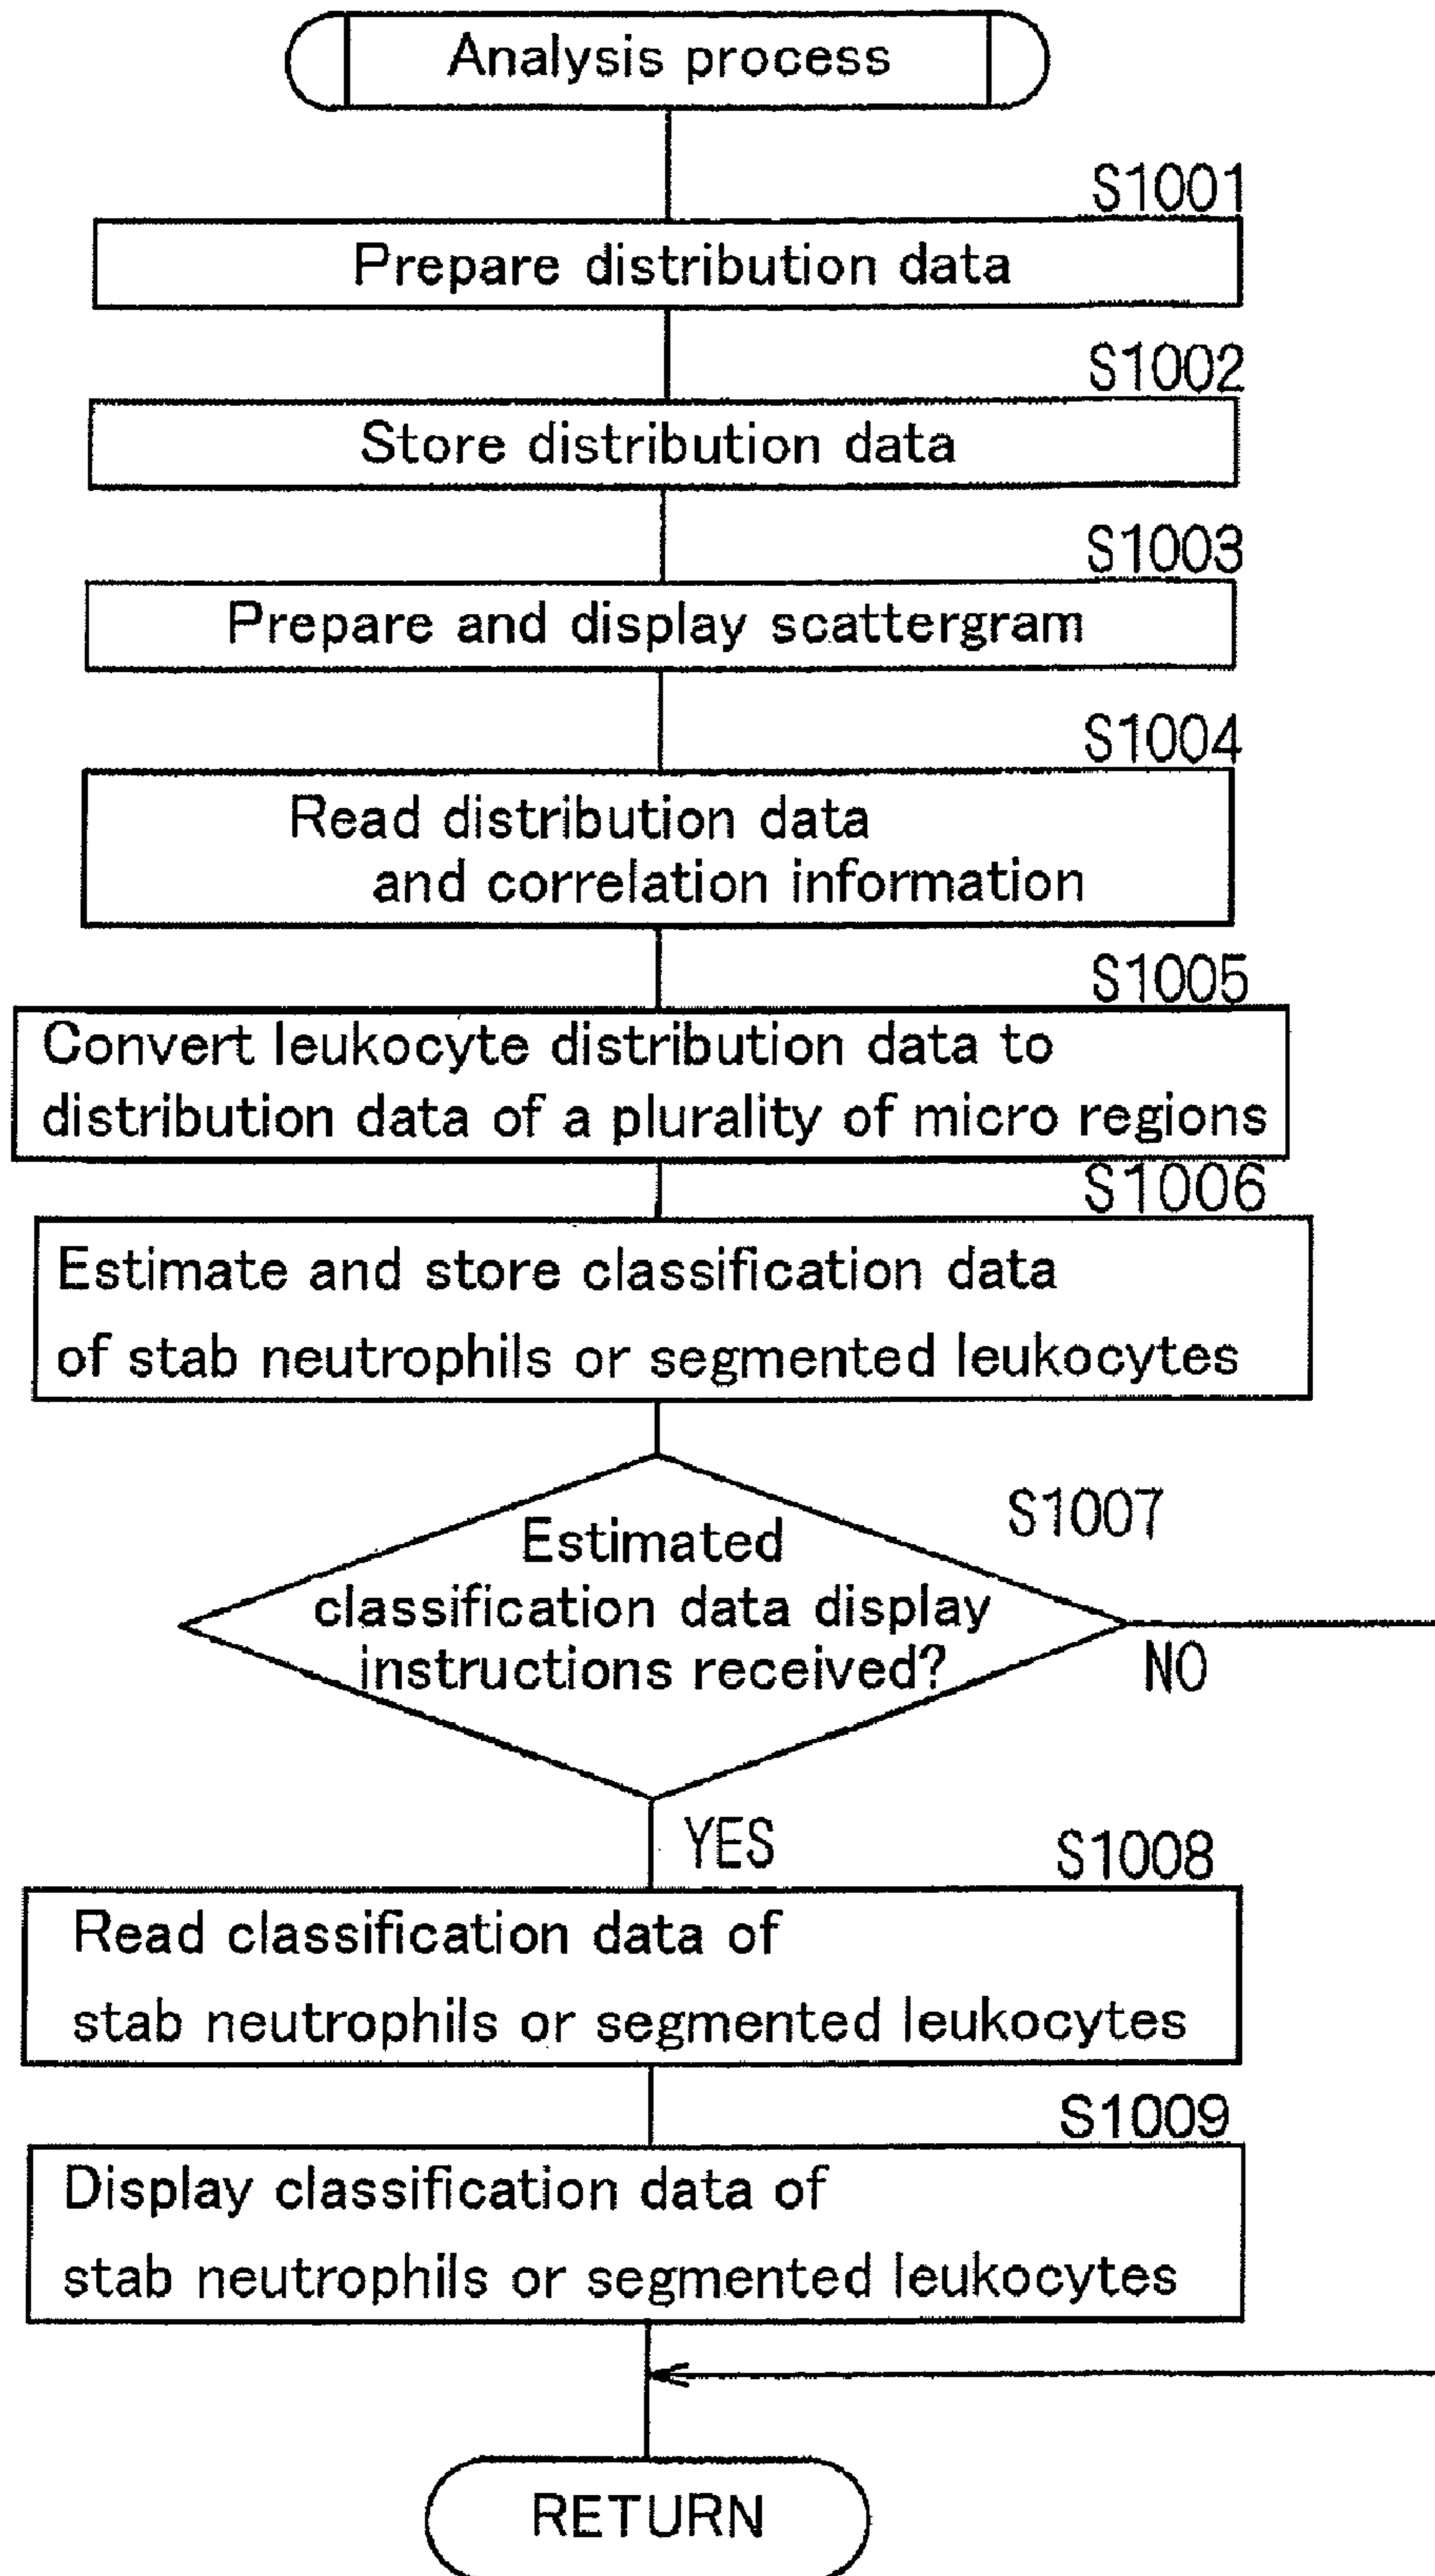 Analysis process
S1001
Prepare distribution data
S1002
Store distribution data
S1003
Prepare and display scattergram
S1004
Read distribution data
and correlation information
S1005
Convert leukocyte distribution data to
distribution data of a plurality of micro regions
S1006
Estimate and store classification data
of stab neutrophils or segmented leukocytes
S1007
Estimated
classification data display
instructions received?
NO
YES
S1008
Read classification data of
stab neutrophils or segmented leukocytes
S1009
Display classification data of
stab neutrophils or segmented leukocytes
RETURN